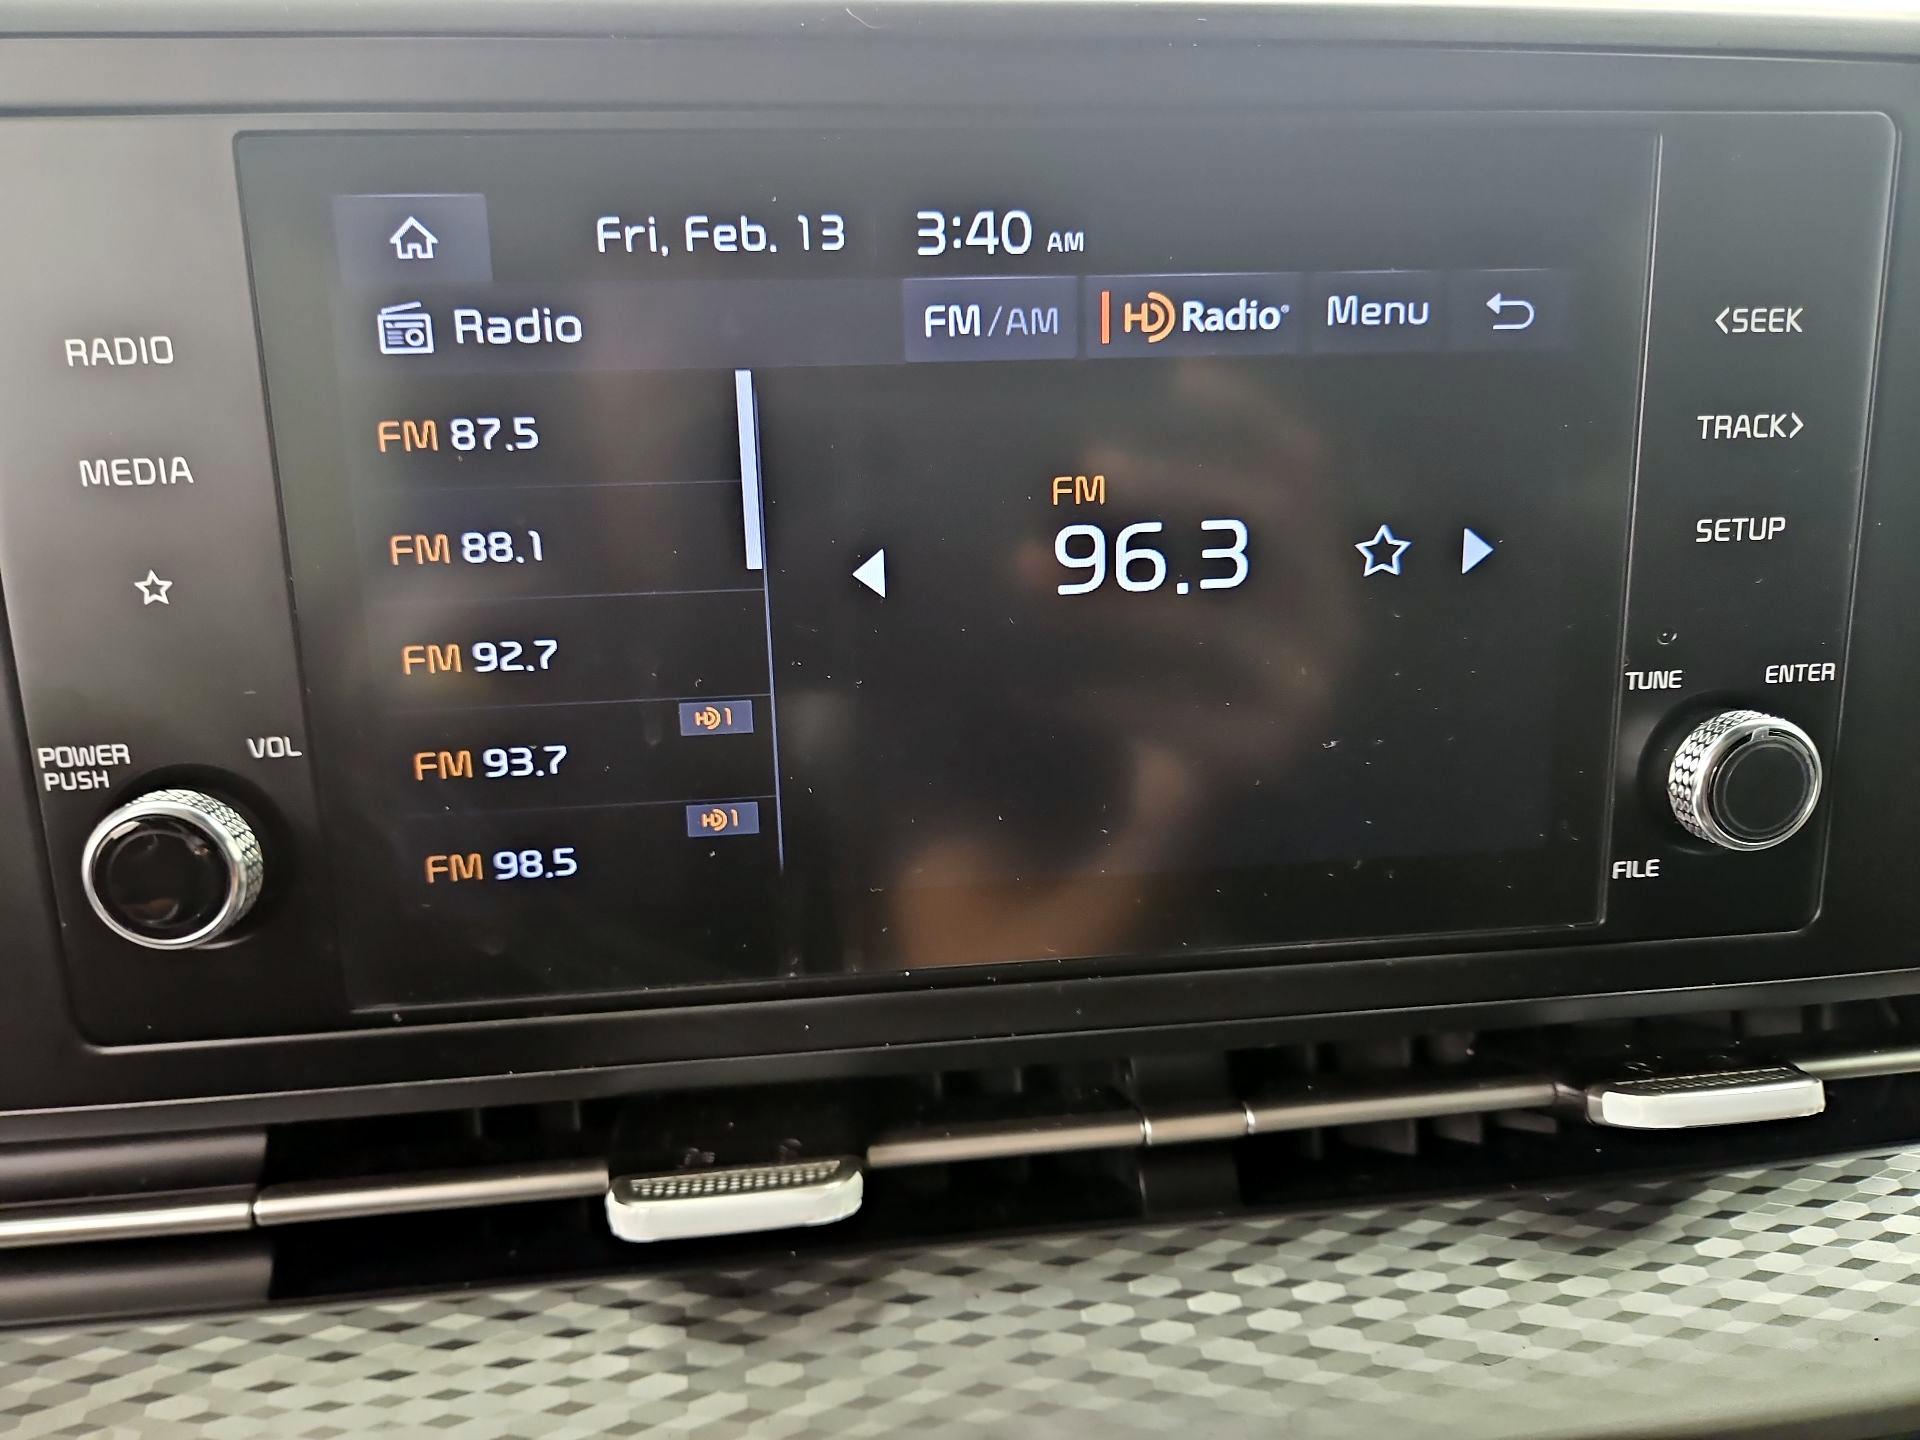 Fri, Feb. 13 3:40 AM
Radio FM/AM HD Radio® Menu
RADIO
MEDIA
POWER PUSH VOL
FM 87.5
FM 88.1
FM 92.7
HD1
FM 93.7
HD1
FM 98.5
FM
96.3
<SEEK
TRACK>
SETUP
TUNE ENTER
FILE